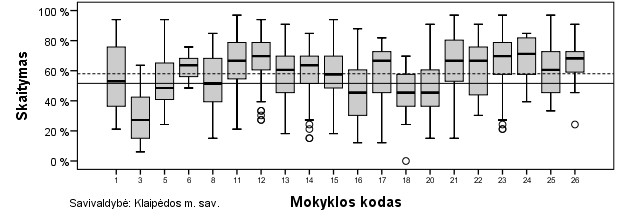 100 %
80 %
60 %
40 %
20 %
0 %
Skaitymas
1 3 5 6 8 11 12 13 14 15 16 17 18 20 21 22 23 24 25 26
Savivaldybė: Klaipėdos m. sav.
Mokyklos kodas